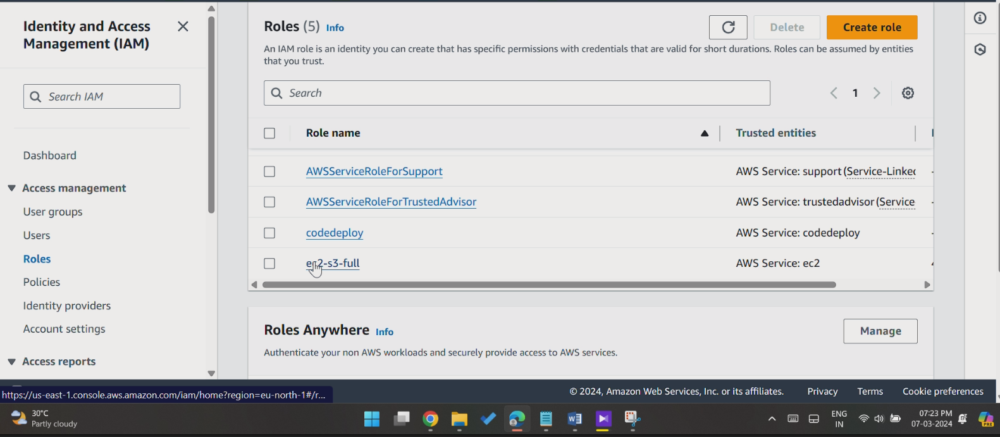 Identity and Access
Management (IAM)
Search IAM
Dashboard
Access management
User groups
Users
Roles
Policies
Identity providers
Account settings
Access reports
Roles (5) Info
Delete
Create role
An IAM role is an identity you can create that has specific permissions with credentials that are valid for short durations. Roles can be assumed by entities
that you trust.
Search
1
Role name
Trusted entities
AWSServiceRoleForSupport
AWS Service: support (Service-Linked
AWSServiceRoleForTrustedAdvisor
AWS Service: trustedadvisor (Service
codedeploy
AWS Service: codedeploy
ec2-s3-full
AWS Service: ec2
Roles Anywhere Info
Manage
Authenticate your non AWS workloads and securely provide access to AWS services.
https://us-east-1.console.aws.amazon.com/iam/home?region=eu-north-1#/r...
© 2024, Amazon Web Services, Inc. or its affiliates.
Privacy
Terms
Cookie preferences
30°C
Partly cloudy
ENG
IN
07:23 PM
07-03-2024
PRE